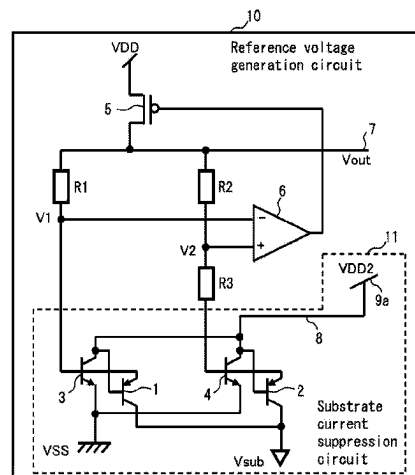 10
Reference voltage
generation circuit
VDD
5
7
Vout
R1
R2
6
V1
−
V2
+
11
R3
VDD2
9a
8
3
1
4
2
Substrate
current
suppression
circuit
VSS
Vsub